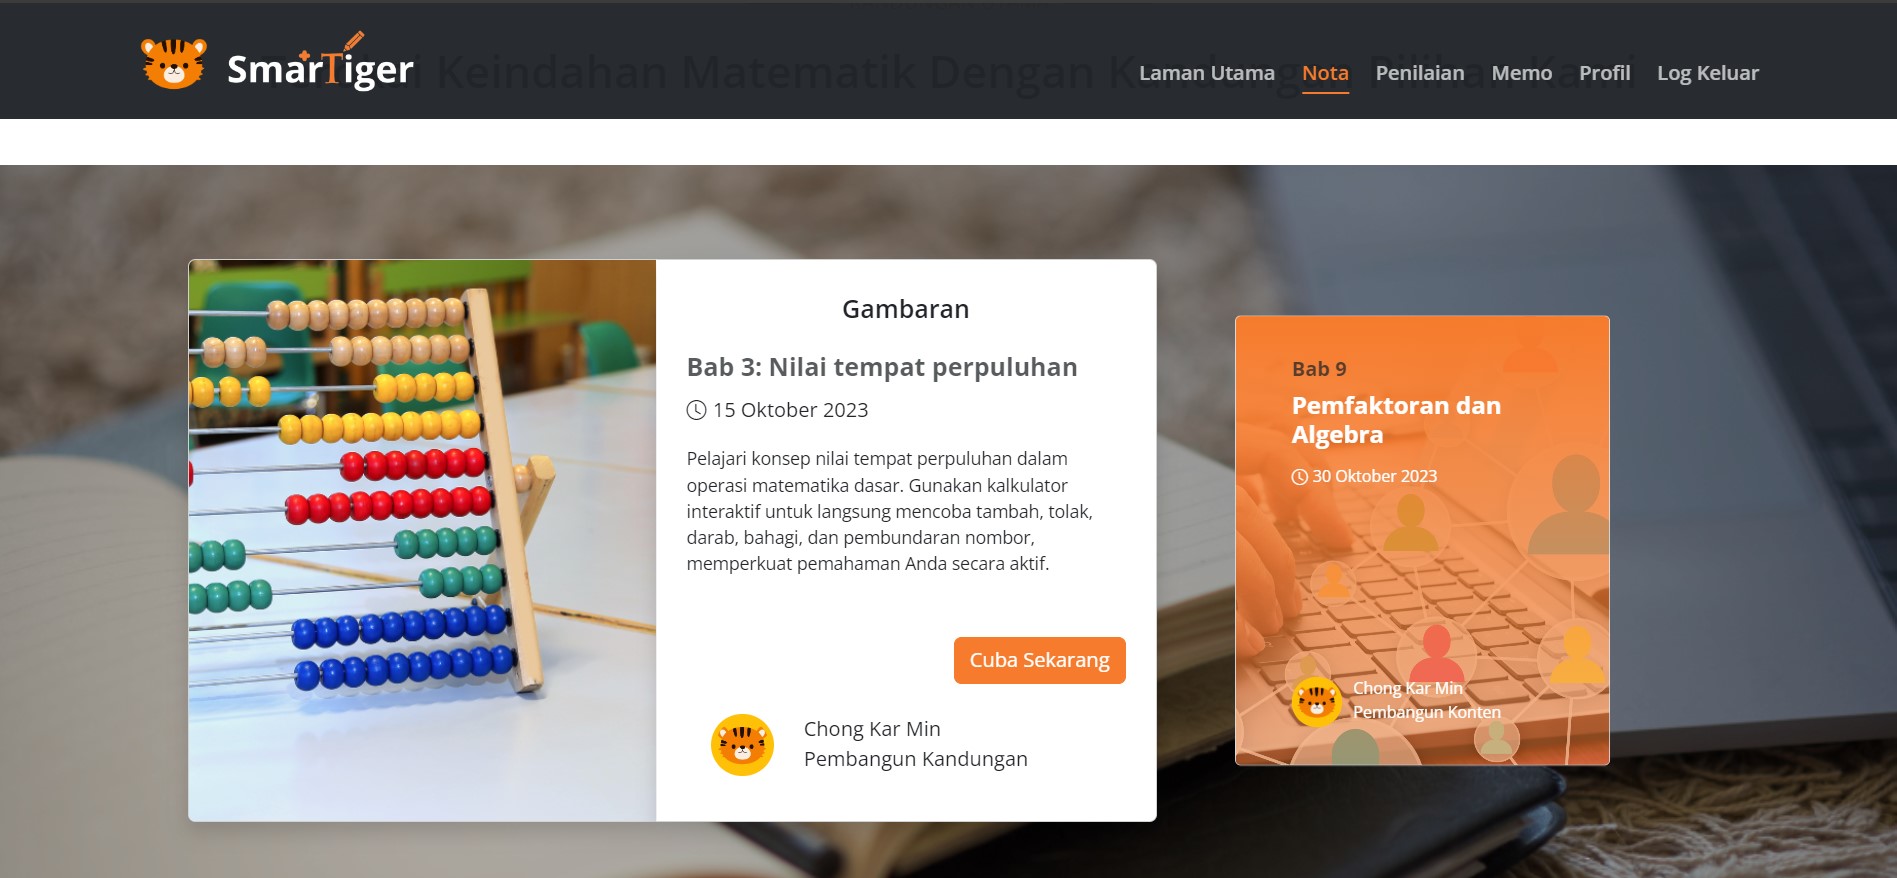 SmarTiger
Keindahan Matematik Dengan Kandungan Pilihan Kami
Laman Utama Nota Penilaian Memo Profil Log Keluar
Gambaran
Bab 3: Nilai tempat perpuluhan
15 Oktober 2023
Pelajari konsep nilai tempat perpuluhan dalam
operasi matematika dasar. Gunakan kalkulator
interaktif untuk langsung mencoba tambah, tolak,
darab, bahagi, dan pembundaran nombor,
memperkuat pemahaman Anda secara aktif.
Cuba Sekarang
Chong Kar Min
Pembangun Kandungan
Bab 9
Pemfaktoran dan
Algebra
30 Oktober 2023
Chong Kar Min
Pembangun Konten